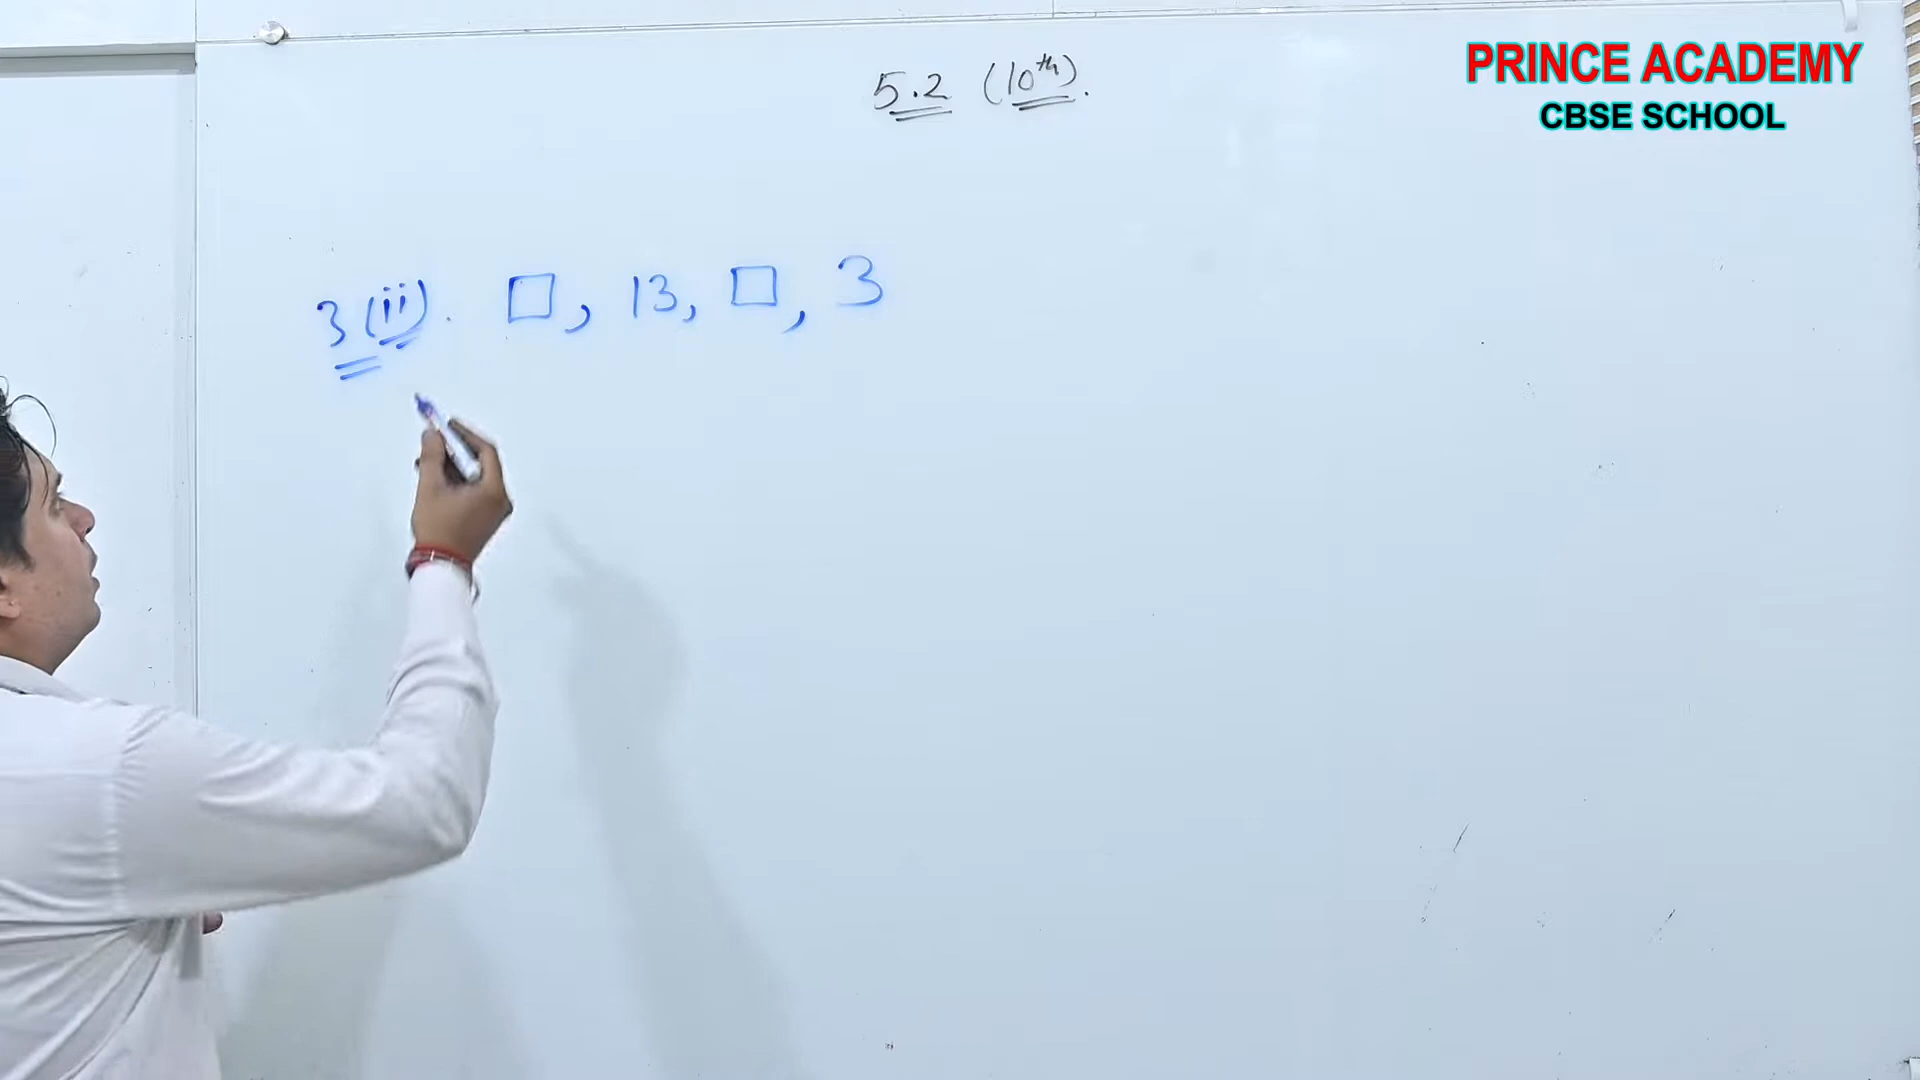 5.2 (10th).
PRINCE ACADEMY
CBSE SCHOOL
3(ii). □, 13, □, 3